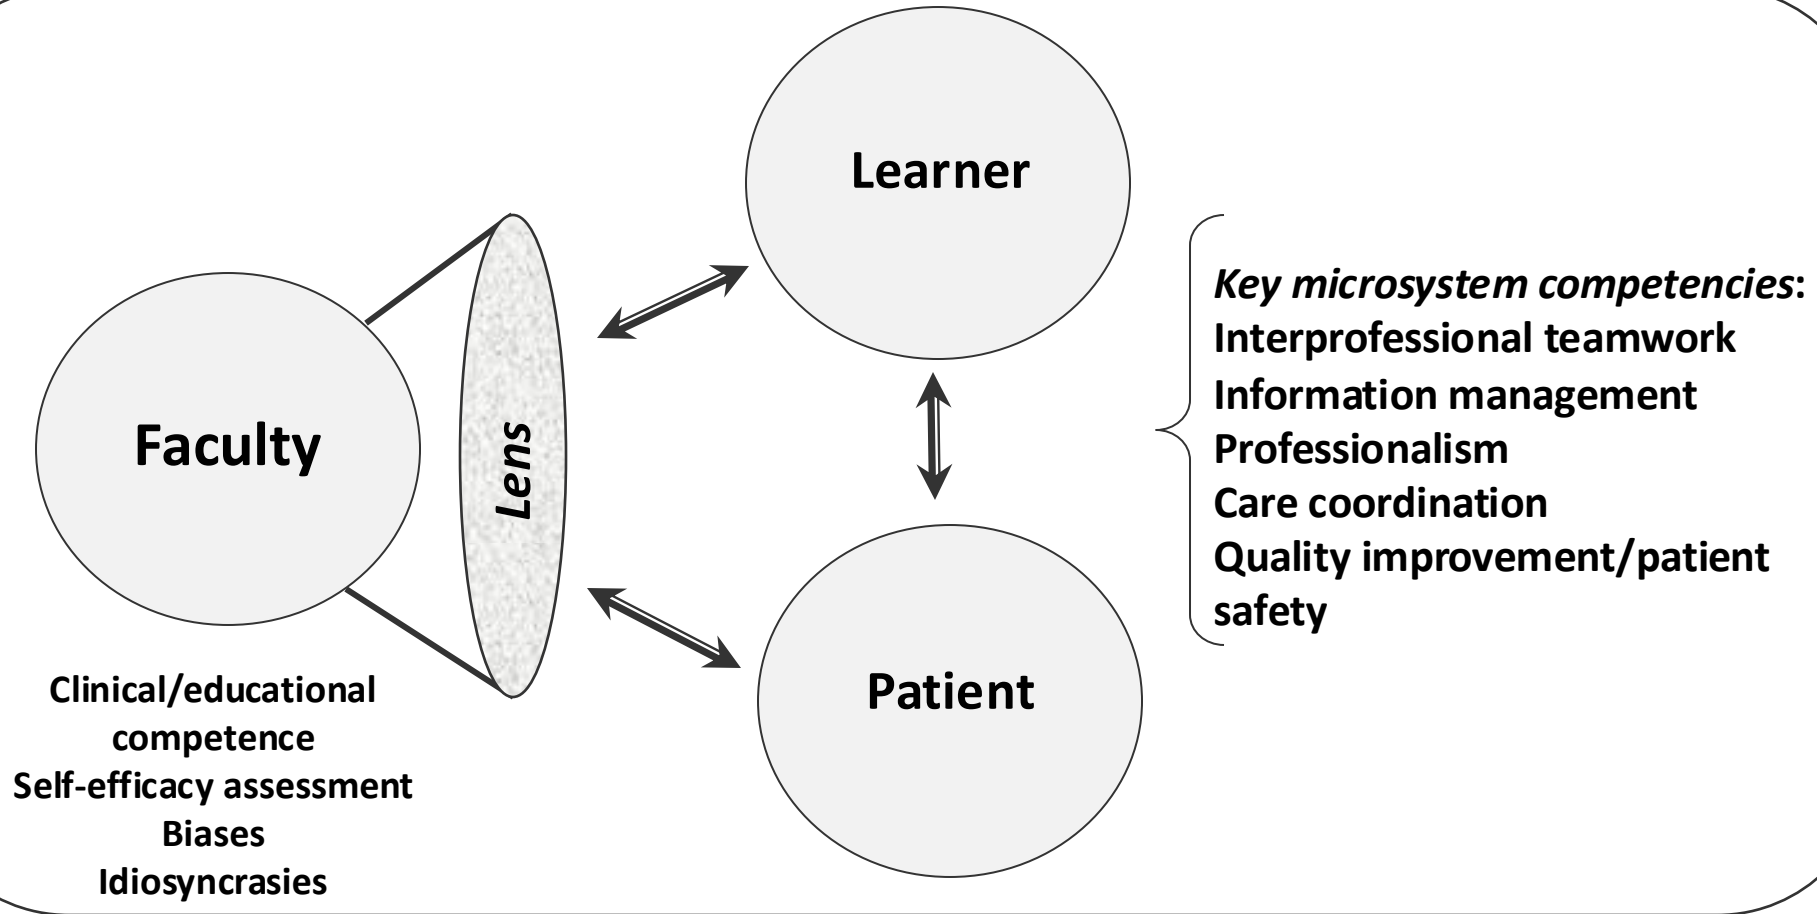 Learner
Faculty
Lens
Patient
Key microsystem competencies:
Interprofessional teamwork
Information management
Professionalism
Care coordination
Quality improvement/patient
safety
Clinical/educational
competence
Self-efficacy assessment
Biases
Idiosyncrasies